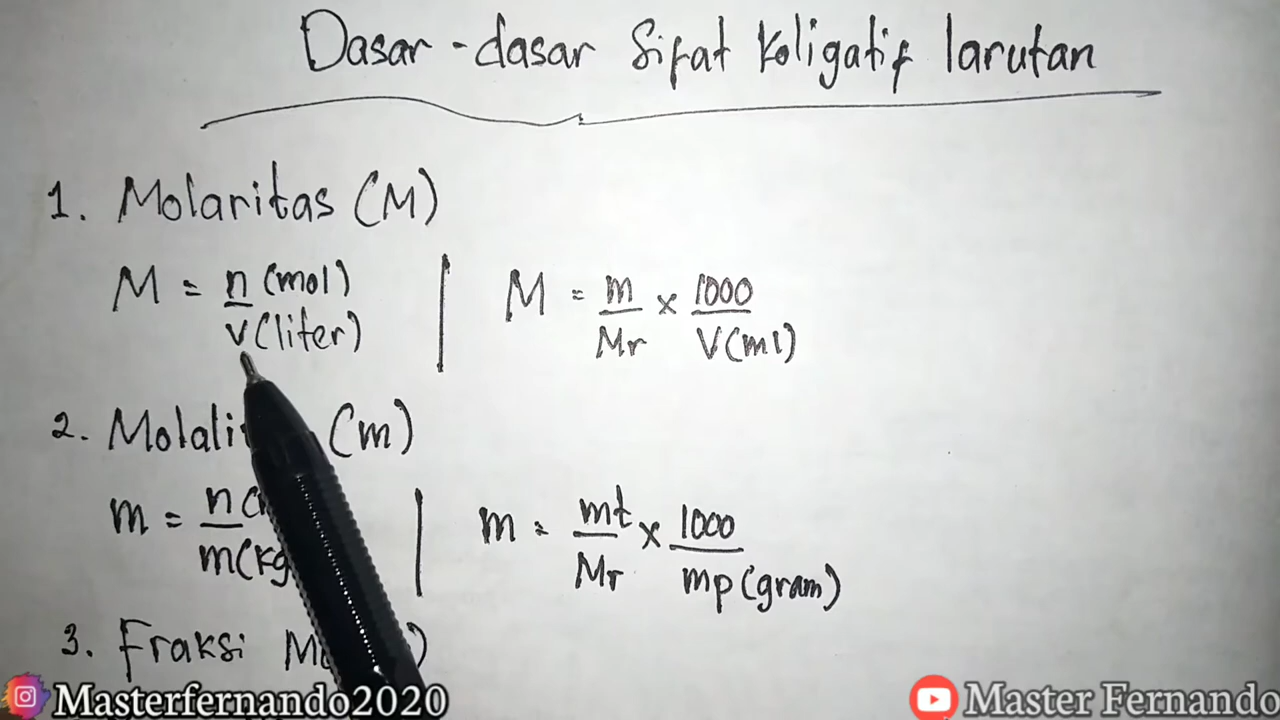 Dasar-dasar Sifat Koligatif larutan
1. Molaritas (M)
M = n (mol) / V (liter) | M = m / Mr x 1000 / V (ml)
2. (m)
m = n / m (kg | m = mt / Mr x 1000 / mp (gram)
3. Fraksi
Masterfernando2020
Master Fernando